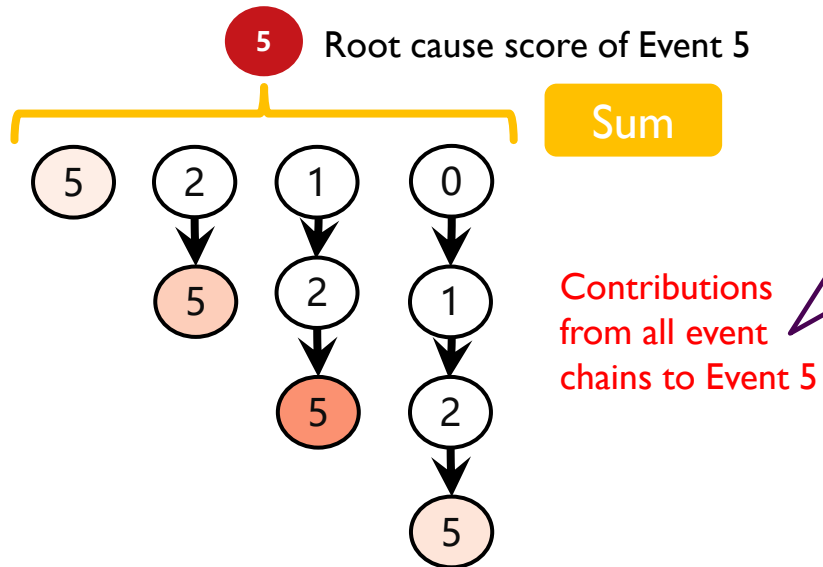 5 Root cause score of Event 5
Sum
5 2 1 0
5 2 1
5 2
5
Contributions
from all event
chains to Event 5